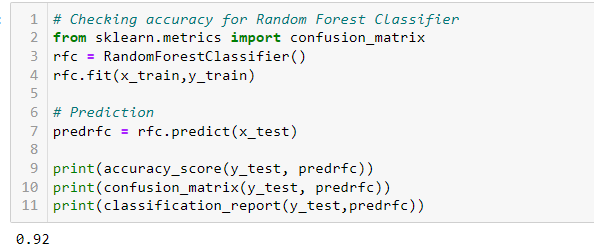 1 # Checking accuracy for Random Forest Classifier
2 from sklearn.metrics import confusion_matrix
3 rfc = RandomForestClassifier()
4 rfc.fit(x_train,y_train)
5
6 # Prediction
7 predrfc = rfc.predict(x_test)
8
9 print(accuracy_score(y_test, predrfc))
10 print(confusion_matrix(y_test, predrfc))
11 print(classification_report(y_test,predrfc))
0.92